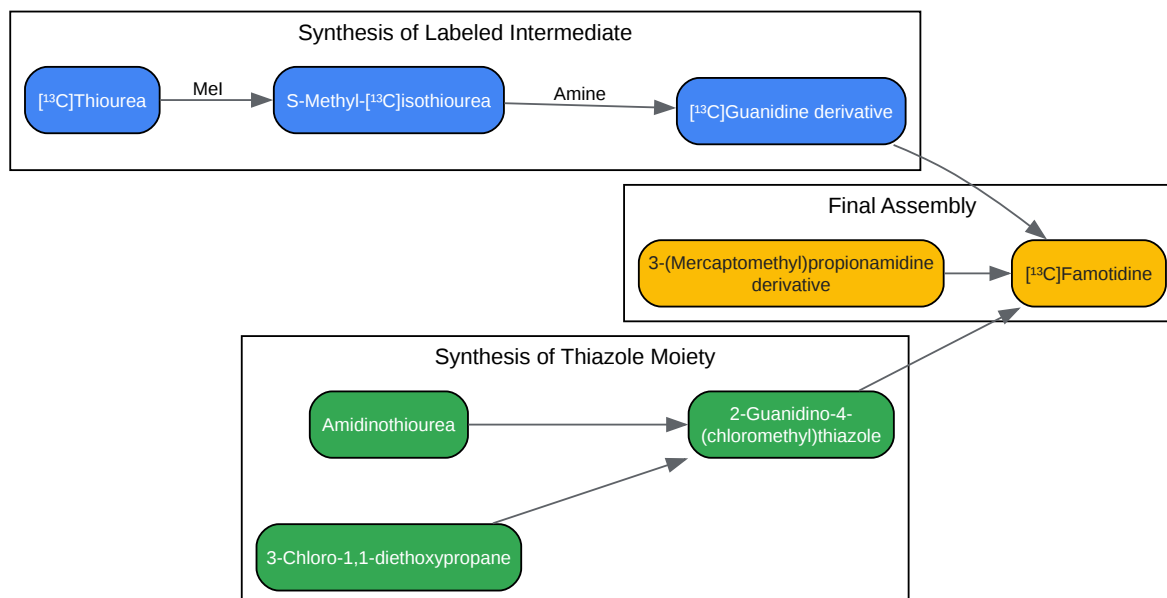 Synthesis of Labeled Intermediate
[¹³C]Thiourea
MeI
S-Methyl-[¹³C]isothiourea
Amine
[¹³C]Guanidine derivative
Final Assembly
3-(Mercaptomethyl)propionamidine
derivative
[¹³C]Famotidine
Synthesis of Thiazole Moiety
Amidinothiourea
2-Guanidino-4-
(chloromethyl)thiazole
3-Chloro-1,1-diethoxypropane